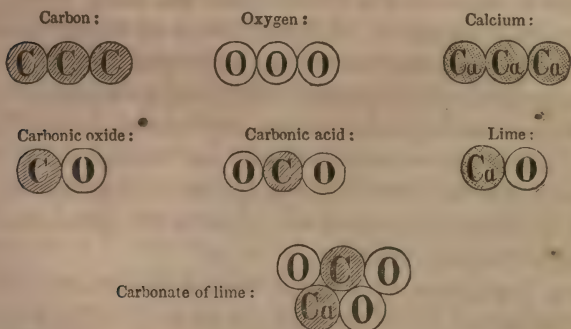 Carbon: Oxygen: Calcium:
C C C O O O Ca Ca Ca
Carbonic oxide: Carbonic acid: Lime:
C O O C O Ca O
O C O
Carbonate of lime:
Ca O